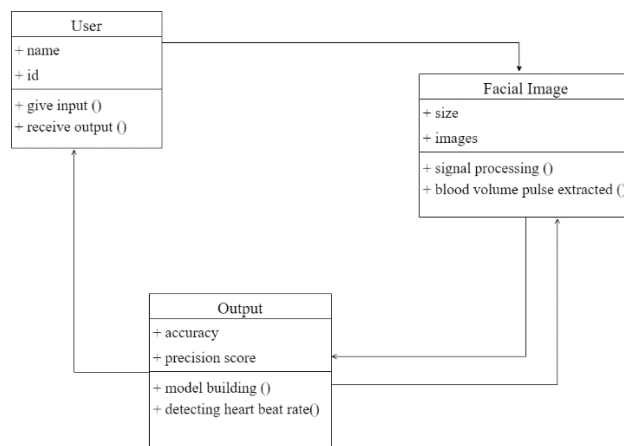 User
+ name
+ id
+ give input ()
+ receive output ()
Facial Image
+ size
+ images
+ signal processing ()
+ blood volume pulse extracted ()
Output
+ accuracy
+ precision score
+ model building ()
+ detecting heart beat rate()